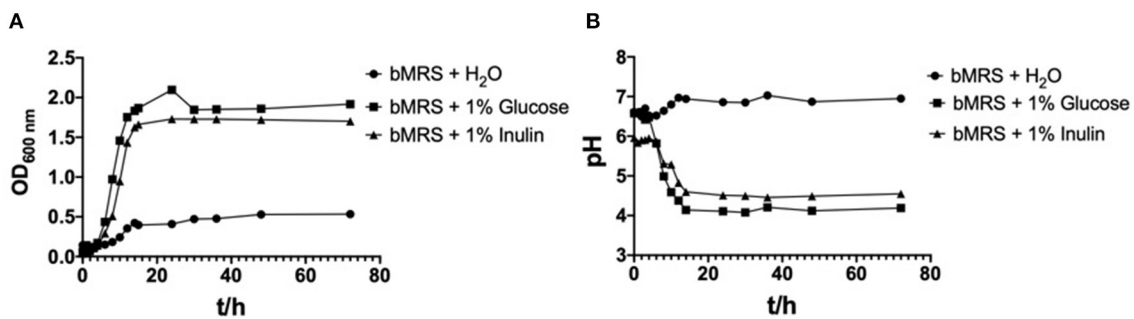 A
B
OD600 nm
2.5
2.0
1.5
1.0
0.5
0.0
0 20 40 60 80
t/h
bMRS + H2O
bMRS + 1% Glucose
bMRS + 1% Inulin
pH
8
7
6
5
4
3
0 20 40 60 80
t/h
bMRS + H2O
bMRS + 1% Glucose
bMRS + 1% Inulin